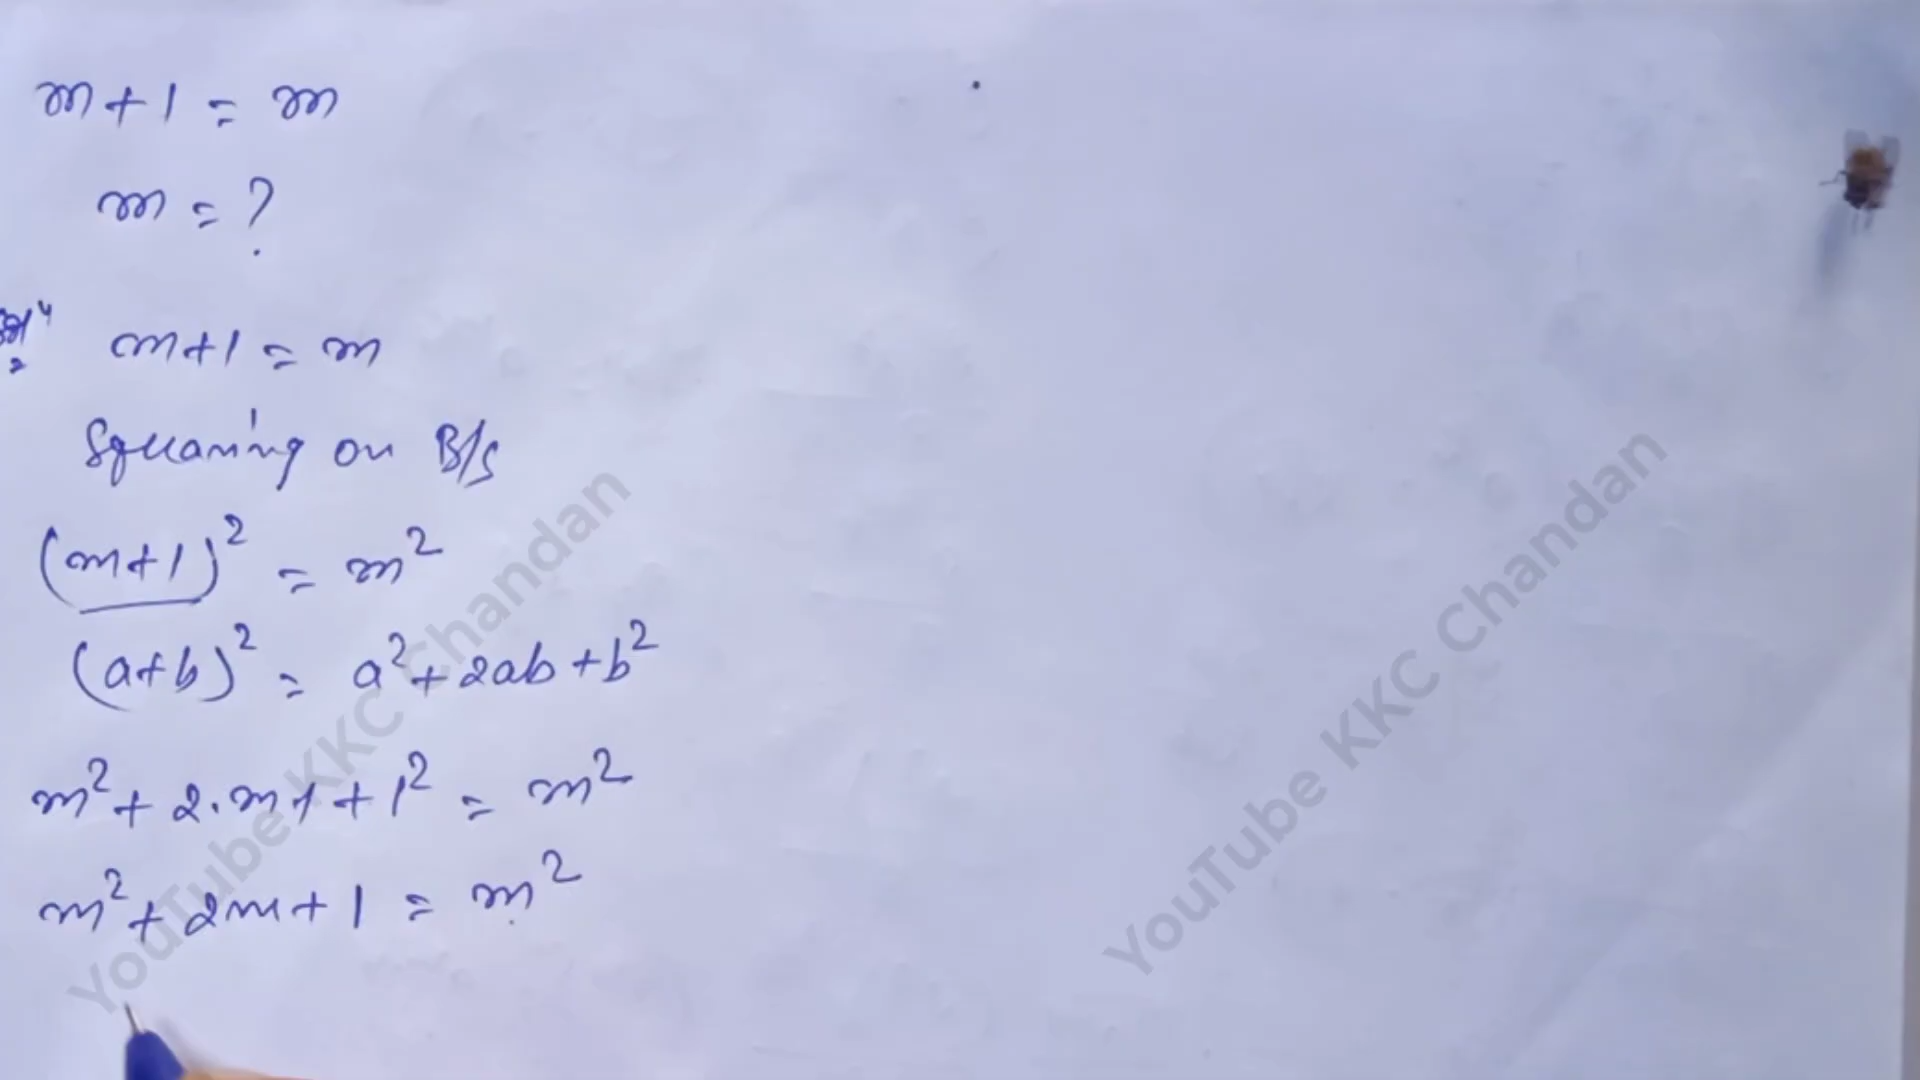 m+1 = m
m = ?
m+1 = m
Squaring on B/s
(m+1)² = m²
(a+b)² = a²+2ab+b²
m²+2.m.1+1² = m²
m²+2m+1 = m²
YouTube KKC Chandan
YouTube KKC Chandan